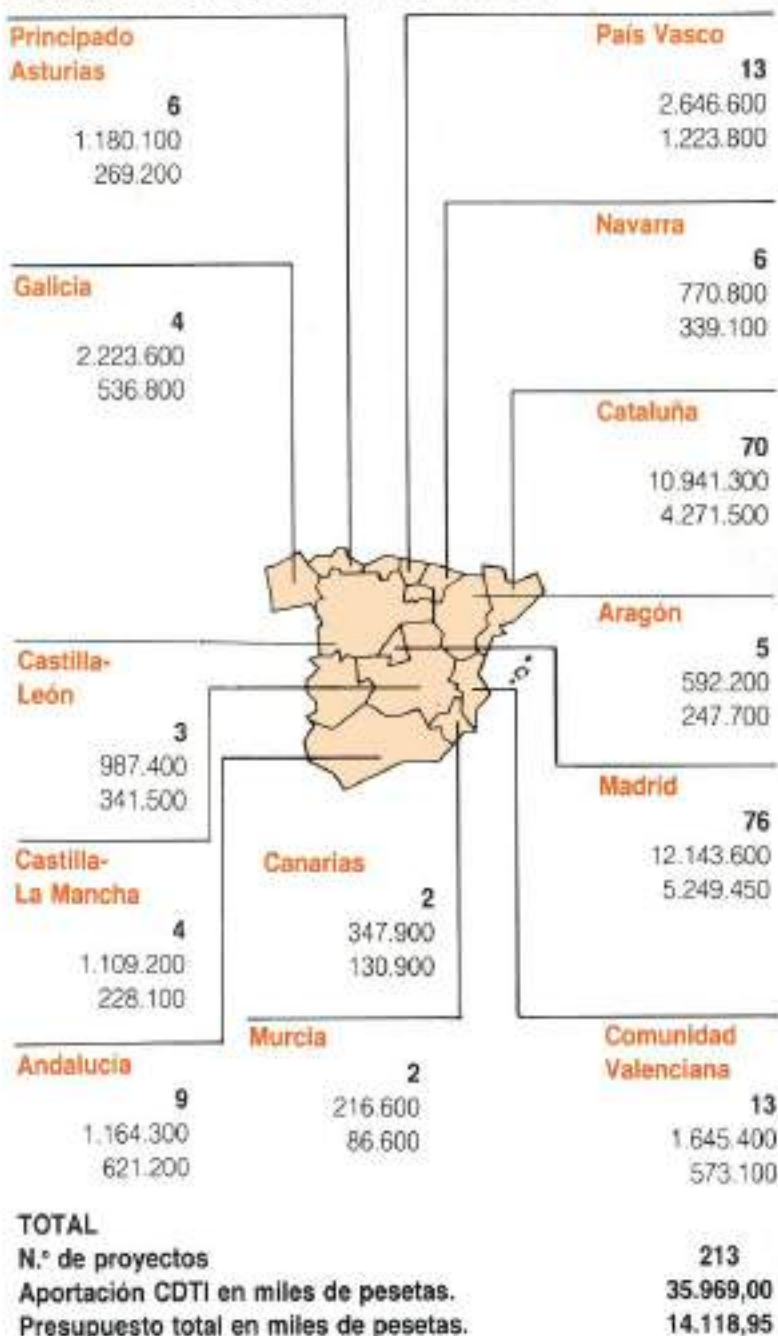 Principado
Asturias
6
1.180.100
269.200
País Vasco
13
2.646.600
1.223.800
Navarra
6
770.800
339.100
Galicia
4
2.223.600
536.800
Cataluña
70
10.941.300
4.271.500
Aragón
5
592.200
247.700
Castilla-
León
3
987.400
341.500
Madrid
76
12.143.600
5.249.450
Castilla-
La Mancha
4
1.109.200
228.100
Canarias
2
347.900
130.900
Andalucía
9
1.164.300
621.200
Murcia
2
216.600
86.600
Comunidad
Valenciana
13
1.645.400
573.100
TOTAL
N.° de proyectos 213
Aportación CDTI en miles de pesetas. 35.969,00
Presupuesto total en miles de pesetas. 14.118,95